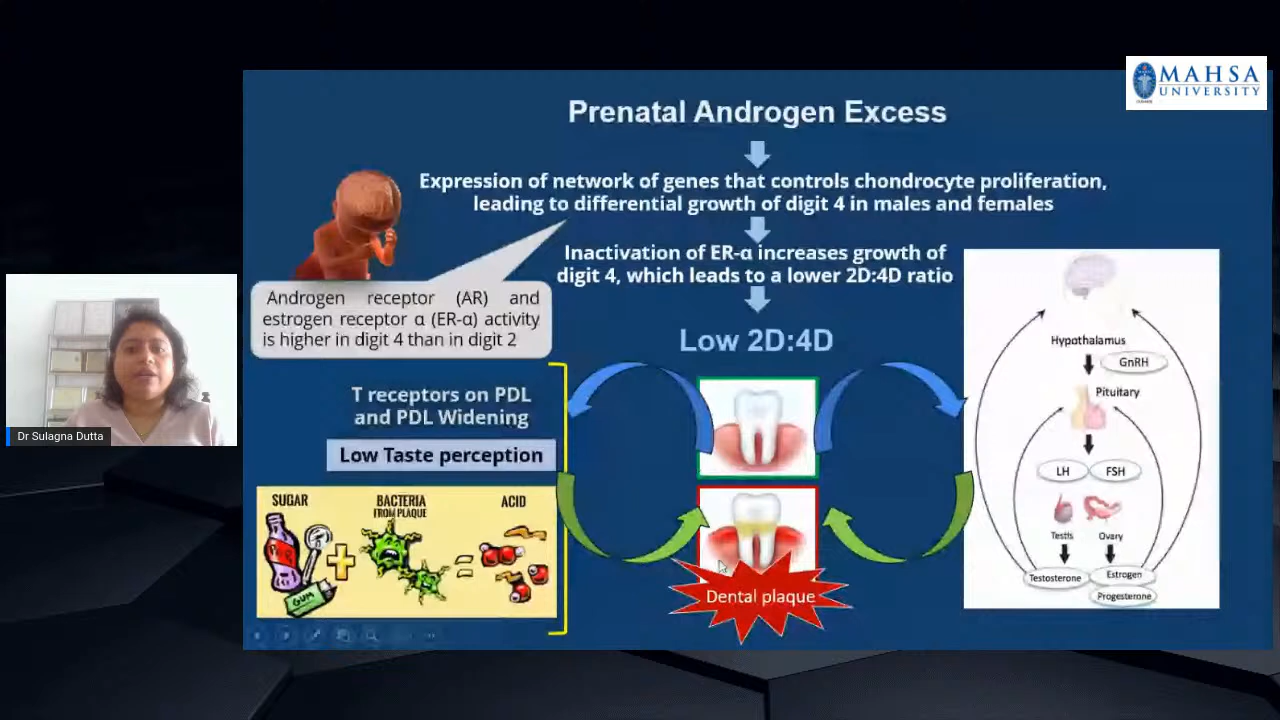 MAHSA
UNIVERSITY
Prenatal Androgen Excess
Expression of network of genes that controls chondrocyte proliferation,
leading to differential growth of digit 4 in males and females
Inactivation of ER-α increases growth of
digit 4, which leads to a lower 2D:4D ratio
Androgen receptor (AR) and
estrogen receptor α (ER-α) activity
is higher in digit 4 than in digit 2
Low 2D:4D
T receptors on PDL
and PDL Widening
Low Taste perception
SUGAR
BACTERIA
FROM PLAQUE
ACID
GUM
Dental plaque
Hypothalamus
GnRH
Pituitary
LH
FSH
Testis
Ovary
Testosterone
Estrogen
Progesterone
Dr Sulagna Dutta